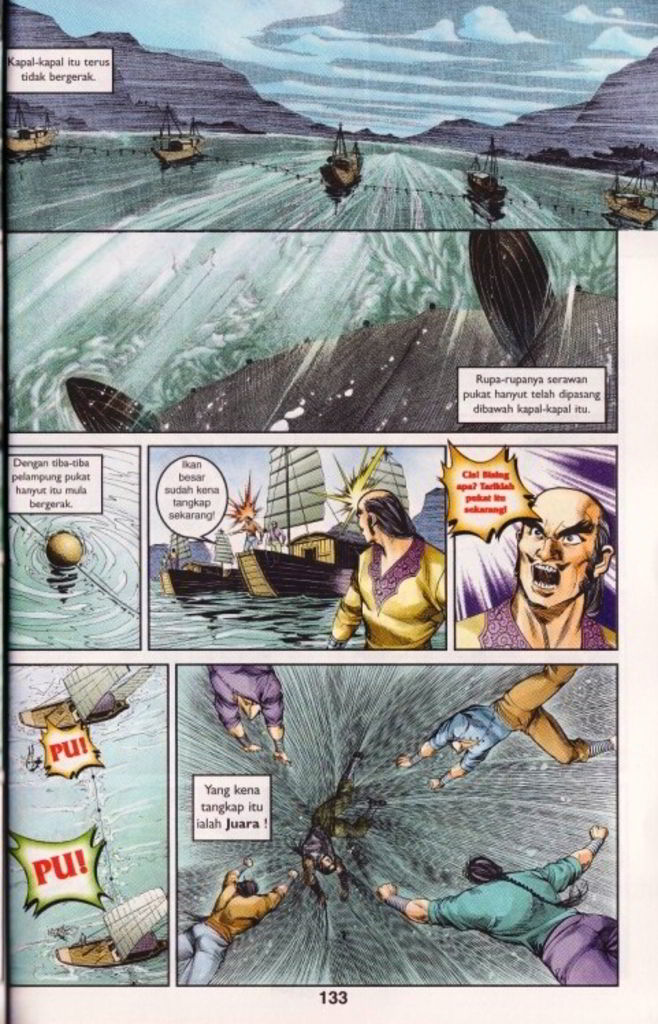 Kapal-kapal itu terus
tidak bergerak.
Rupa-rupanya serawan
pukat hanyut telah dipasang
dibawah kapal-kapal itu.
Dengan tiba-tiba
pelampung pukat
hanyut itu mula
bergerak.
Ikan
besar
sudah kena
tangkap
sekarang!
Cis! Bising
apa? Tariklah
pukat itu
sekarang!
PU!
PU!
Yang kena
tangkap itu
ialah Juara !
133